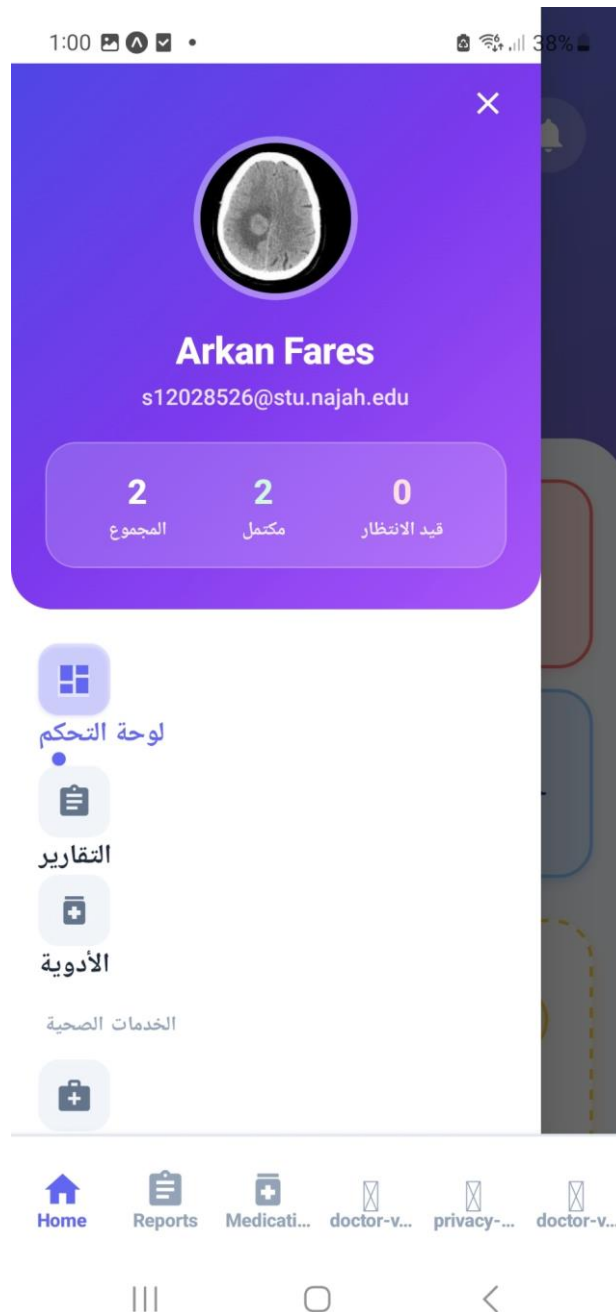 1:00
38%
Arkan Fares
s12028526@stu.najah.edu
2 2 0
المجموع مكتمل قيد الانتظار
لوحة التحكم
التقارير
الأدوية
الخدمات الصحية
Home Reports Medicati... doctor-v... privacy-... doctor-v...